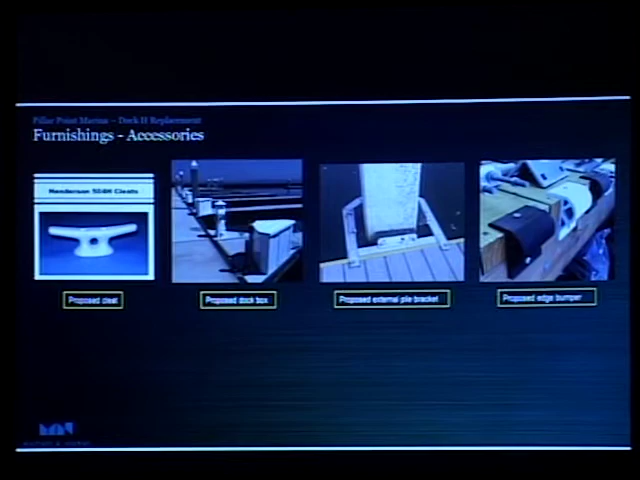 Pillar Point Marina - Dock H Replacement
Furnishings - Accessories
Henderson 504H Cleats
Proposed cleat
Proposed dock box
Proposed external pile bracket
Proposed edge bumper